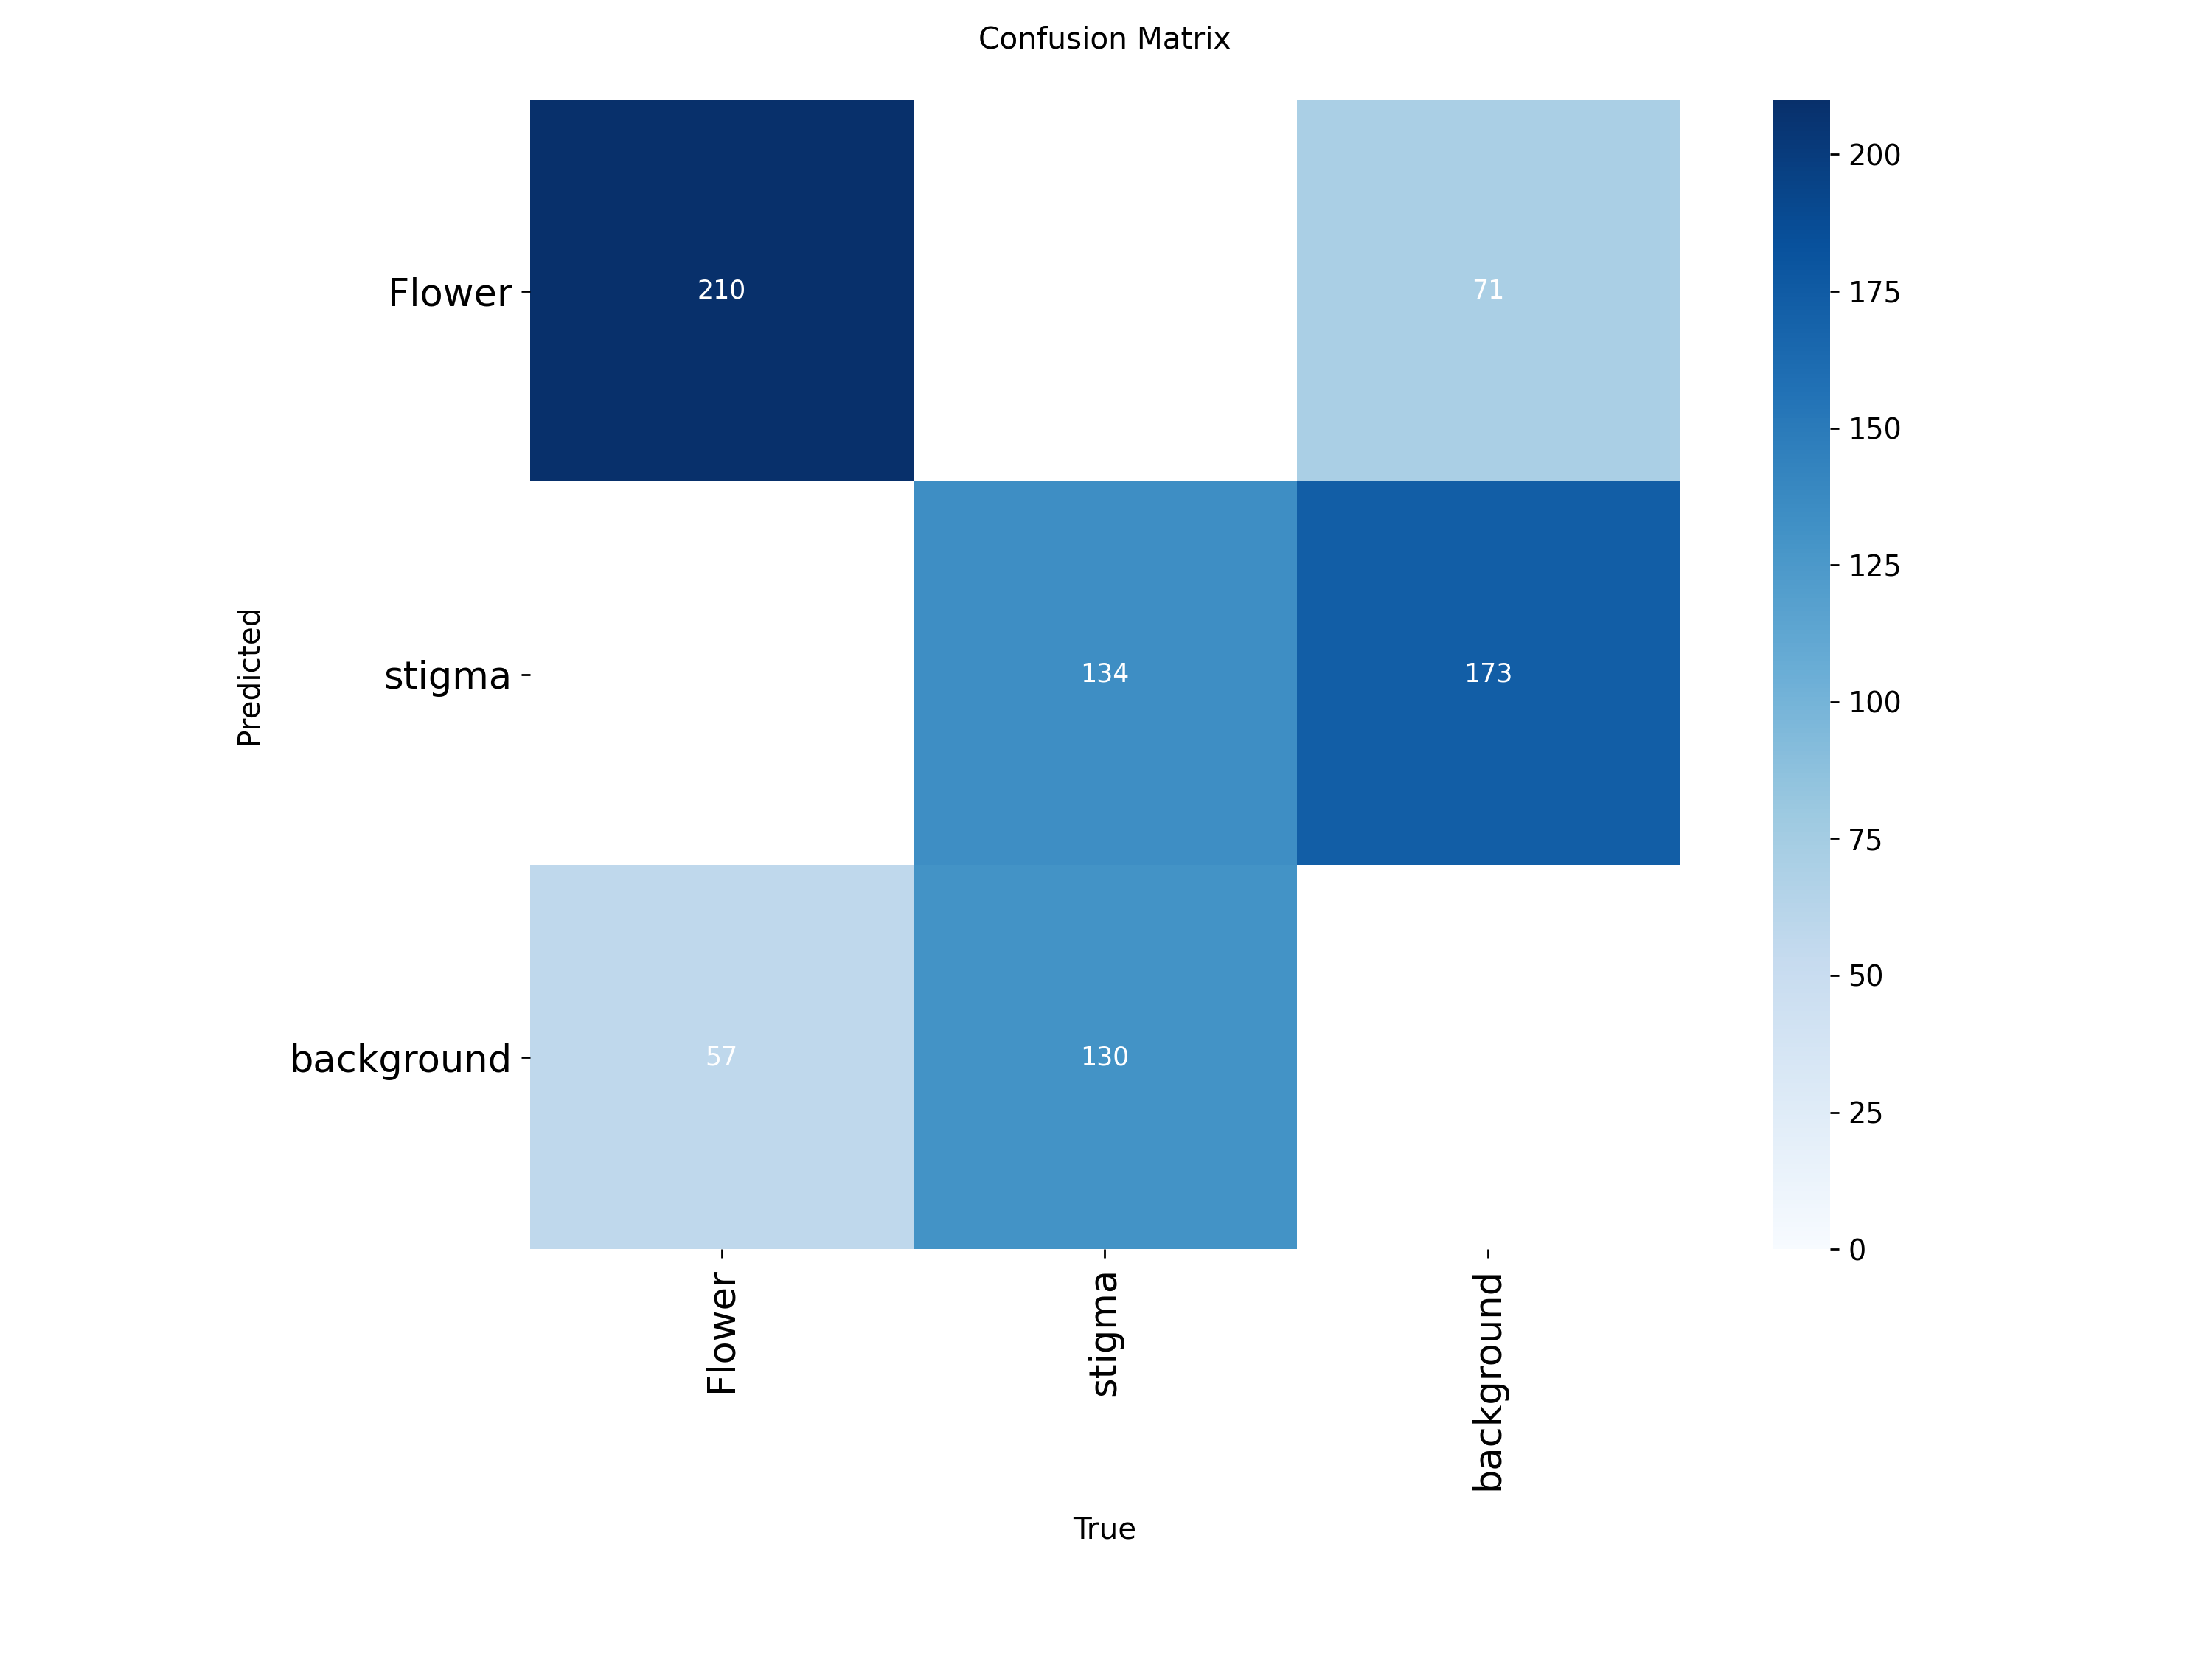 Confusion Matrix
Flower
210
71
stigma
134
173
background
57
130
Predicted
Flower
stigma
background
True
200
175
150
125
100
75
50
25
0